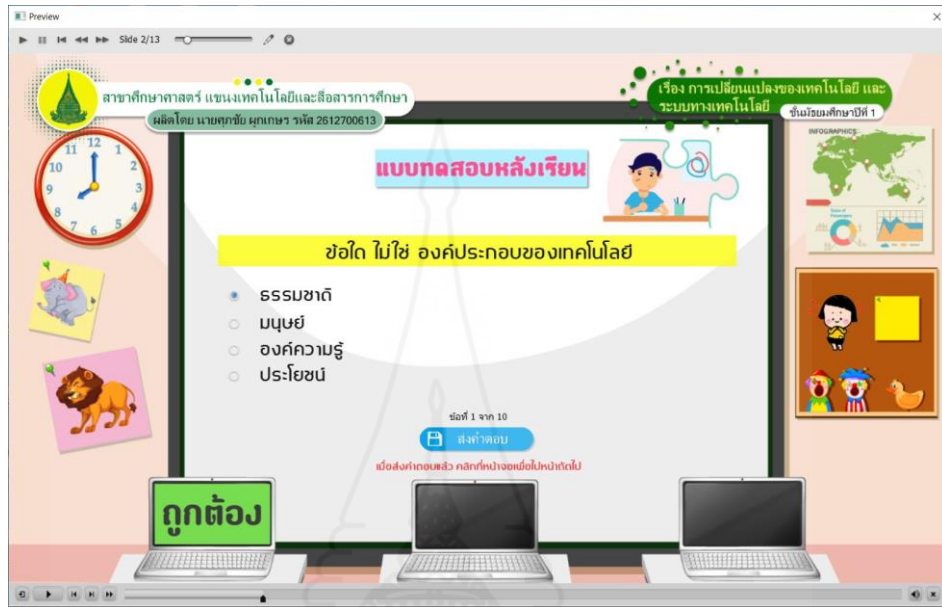 Preview
Slide 2/13
สาขาศึกษาศาสตร์ แขนงเทคโนโลยีและสื่อสารการศึกษา
ผลิตโดย นายศุภชัย ผุกเกษร รหัส 2612700613
เรื่อง การเปลี่ยนแปลงของเทคโนโลยี และ
ระบบทางเทคโนโลยี
ชั้นมัธยมศึกษาปีที่ 1
12
11
1
10
2
9
3
8
4
7
6
5
INFOGRAPHICS
แบบทดสอบหลังเรียน
ข้อใด ไม่ใช่ องค์ประกอบของเทคโนโลยี
ธรรมชาติ
มนุษย์
องค์ความรู้
ประโยชน์
ข้อที่ 1 จาก 10
ส่งคำตอบ
เมื่อส่งคำตอบแล้ว คลิกที่หน้าจอเพื่อไปหน้าถัดไป
ถูกต้อง